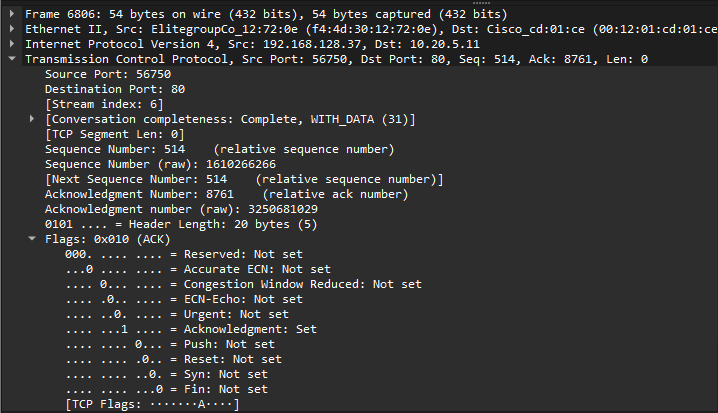 Frame 6806: 54 bytes on wire (432 bits), 54 bytes captured (432 bits)
Ethernet II, Src: ElitegroupCo_12:72:0e (f4:4d:30:12:72:0e), Dst: Cisco_cd:01:ce (00:12:01:cd:01:ce
Internet Protocol Version 4, Src: 192.168.128.37, Dst: 10.20.5.11
Transmission Control Protocol, Src Port: 56750, Dst Port: 80, Seq: 514, Ack: 8761, Len: 0
Source Port: 56750
Destination Port: 80
[Stream index: 6]
[Conversation completeness: Complete, WITH_DATA (31)]
[TCP Segment Len: 0]
Sequence Number: 514    (relative sequence number)
Sequence Number (raw): 1610266266
[Next Sequence Number: 514    (relative sequence number)]
Acknowledgment Number: 8761    (relative ack number)
Acknowledgment number (raw): 3250681029
0101 .... = Header Length: 20 bytes (5)
Flags: 0x010 (ACK)
000. .... .... = Reserved: Not set
...0 .... .... = Accurate ECN: Not set
.... 0... .... = Congestion Window Reduced: Not set
.... .0.. .... = ECN-Echo: Not set
.... ..0. .... = Urgent: Not set
.... ...1 .... = Acknowledgment: Set
.... .... 0... = Push: Not set
.... .... .0.. = Reset: Not set
.... .... ..0. = Syn: Not set
.... .... ...0 = Fin: Not set
[TCP Flags: ·······A····]